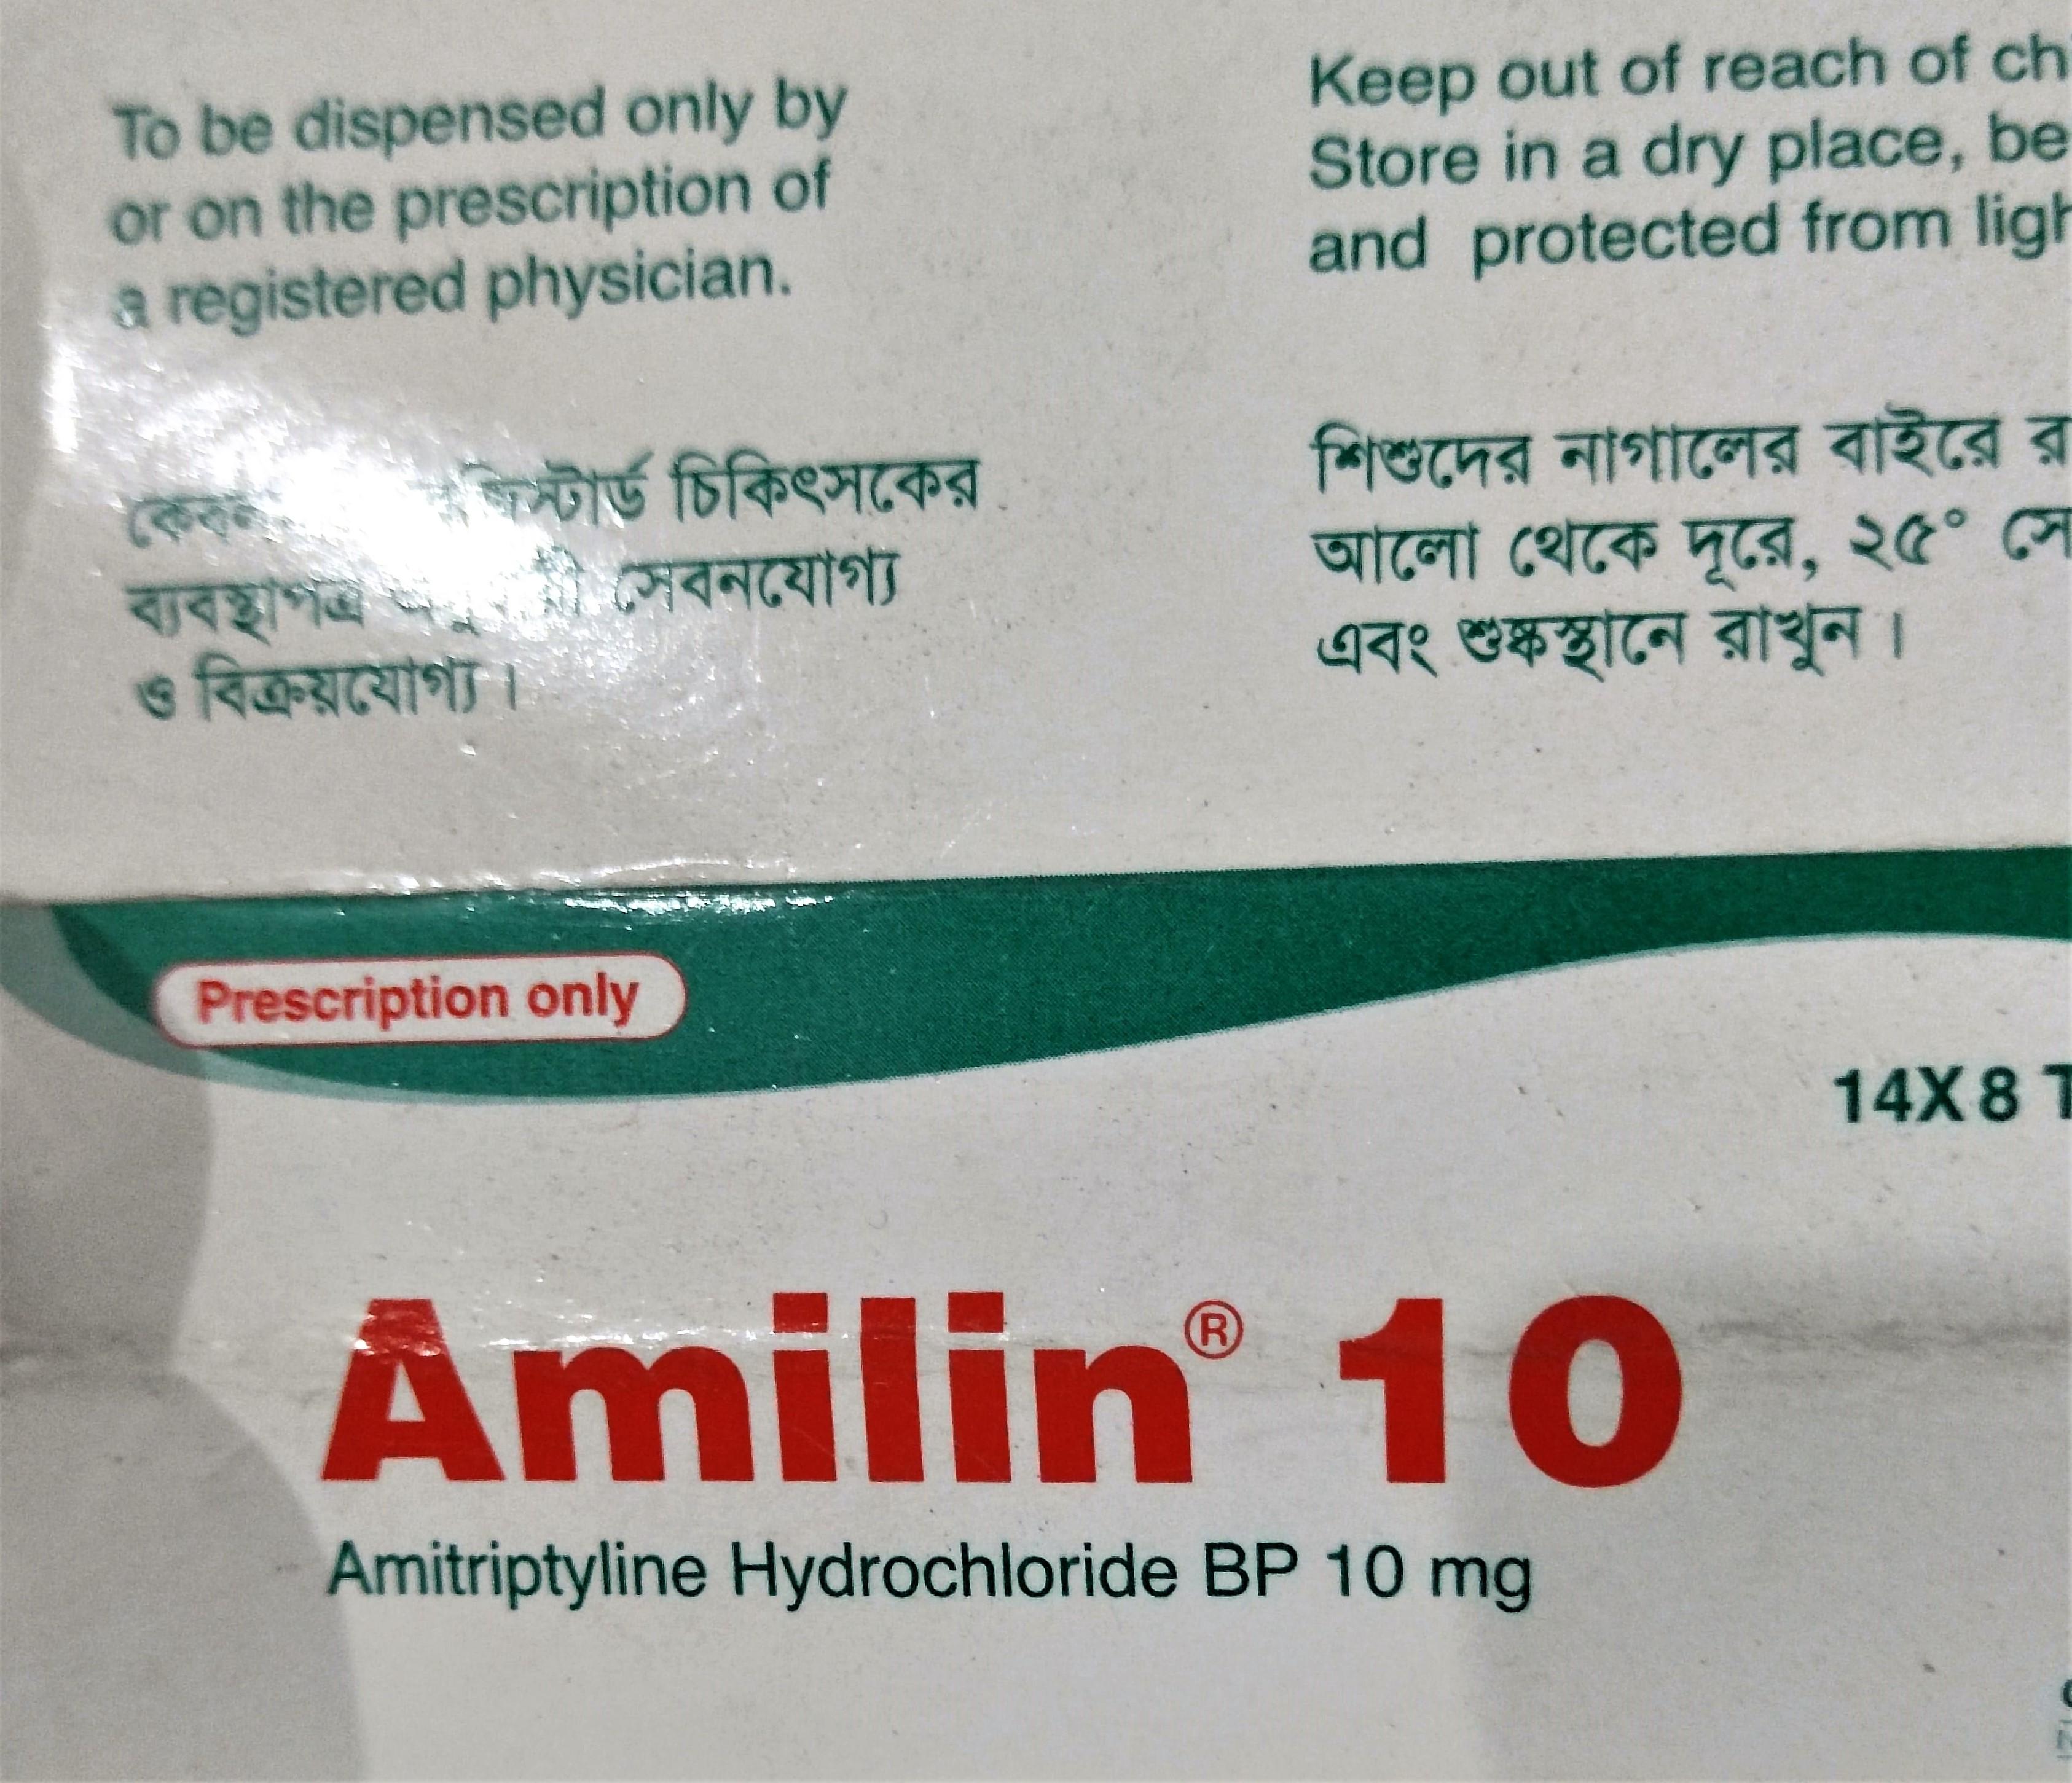 To be dispensed only by
or on the prescription of
a registered physician.
Keep out of reach of ch
Store in a dry place, be
and protected from ligh
চিকিৎসকের
ব্যবস্থাপত্র সেবনযোগ্য
ও বিক্রয়যোগ্য।
শিশুদের নাগালের বাইরে রা
আলো থেকে দূরে, ২৫° সে
এবং শুষ্কস্থানে রাখুন।
Prescription only
14X8 T
Amilin® 10
Amitriptyline Hydrochloride BP 10 mg